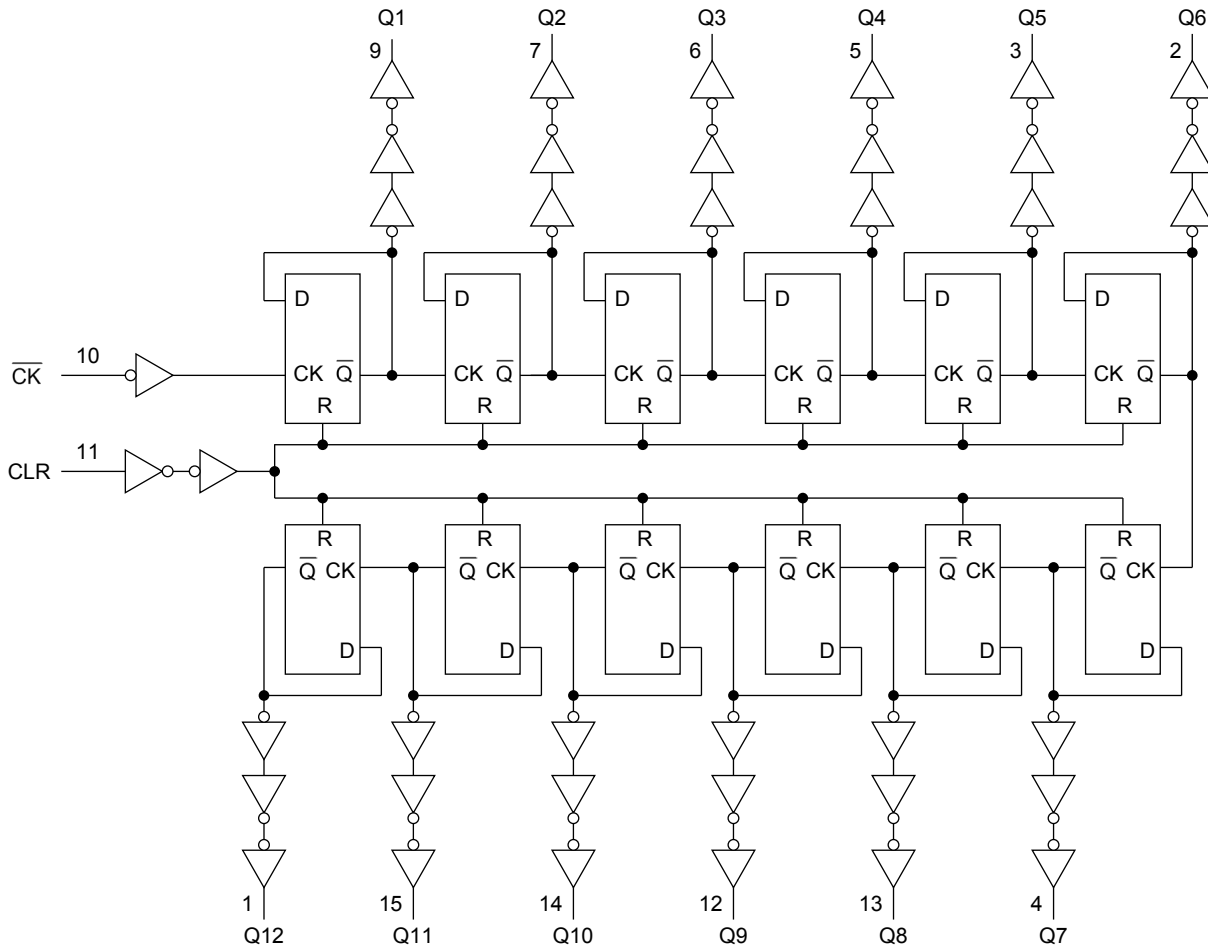 Q1 Q2 Q3 Q4 Q5 Q6
9 7 6 5 3 2
D D D D D D
C̅K̅ 10 CK Q̅ CK Q̅ CK Q̅ CK Q̅ CK Q̅ CK Q̅
R R R R R R
CLR 11
R R R R R R
Q̅ CK Q̅ CK Q̅ CK Q̅ CK Q̅ CK Q̅ CK
D D D D D D
1 15 14 12 13 4
Q12 Q11 Q10 Q9 Q8 Q7